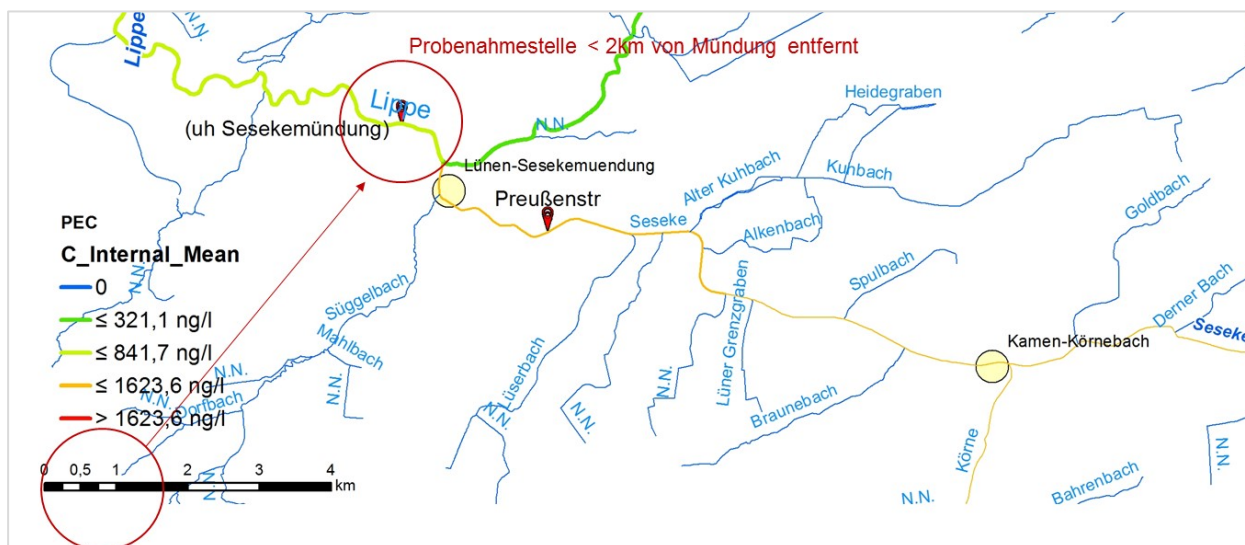 Probenahmestelle < 2km von Mündung entfernt
Lippe
N.N.
Lippe
(uh Sesekemündung)
N.N.
Heidegraben
Lünen-Sesekemuendung
Preußenstr
Seseke
Alter Kuhbach
Kuhbach
Alkenbach
Goldbach
Spulbach
Derner Bach
Seseke
Kamen-Körnebach
PEC
C_Internal_Mean
0
≤ 321,1 ng/l
≤ 841,7 ng/l
≤ 1623,6 ng/l
> 1623,6 ng/l
N.N.
Süggelbach
Mahlbach
N.N.
N.N.
Dorfbach
N.N.
N.N.
Lüserbach
N.N.
N.N.
N.N.
Lüner Grenzgraben
Braunebach
Körne
N.N.
Bahrenbach
N.N.
0 0,5 1 2 3 4
km